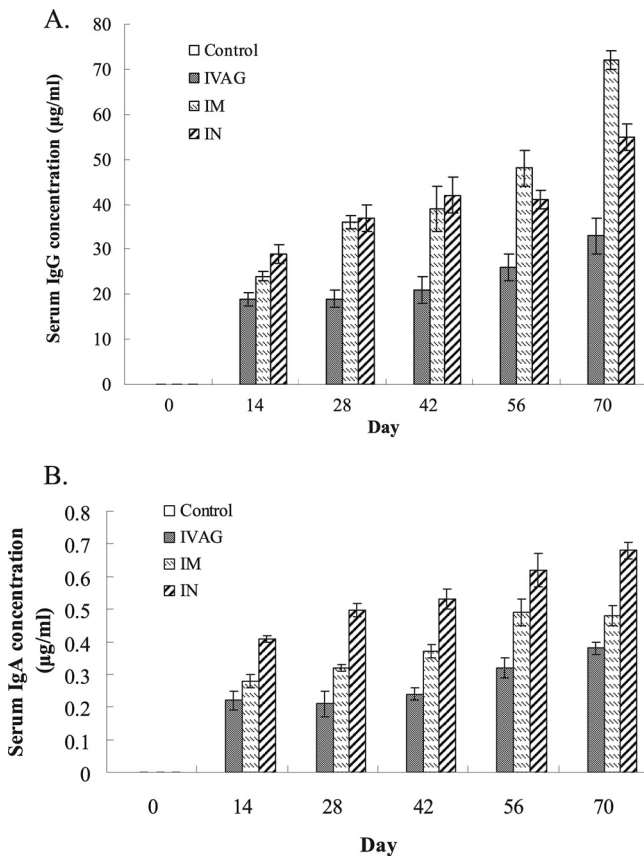 A.
80
70
60
50
40
30
20
10
0
Serum IgG concentration (µg/ml)
Control
IVAG
IM
IN
0 14 28 42 56 70
Day
B.
0.8
0.7
0.6
0.5
0.4
0.3
0.2
0.1
0
Serum IgA concentration
(µg/ml)
Control
IVAG
IM
IN
0 14 28 42 56 70
Day